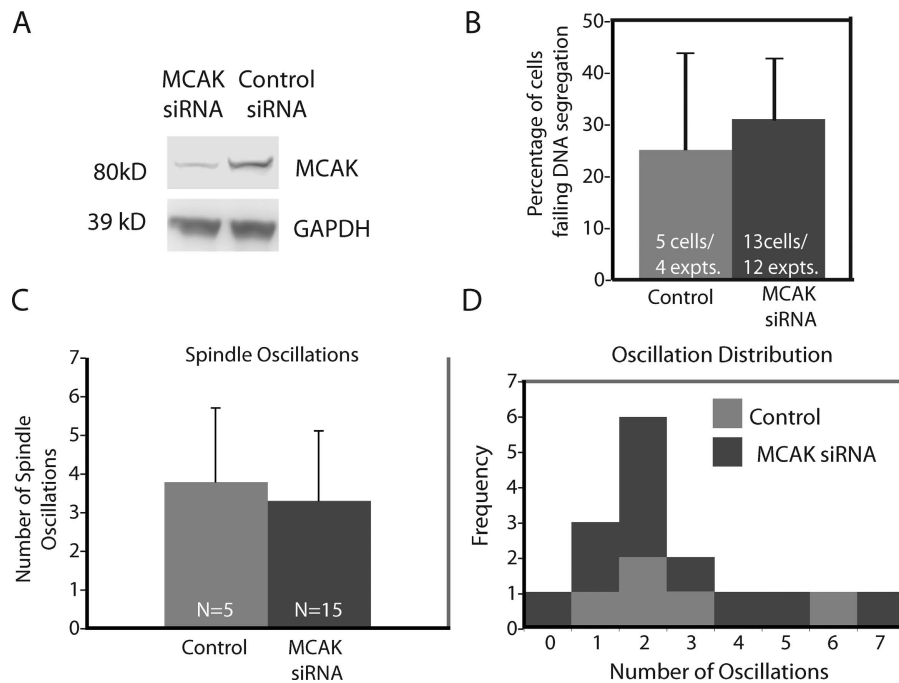 A
MCAK Control
siRNA siRNA
80kD
MCAK
39 kD
GAPDH
B
Percentage of cells
failing DNA segregation
50
40
30
20
10
0
5 cells/
4 expts.
13cells/
12 expts.
Control
MCAK
siRNA
C
Spindle Oscillations
Number of Spindle
Oscillations
7
6
5
4
3
2
1
0
N=5
N=15
Control
MCAK
siRNA
D
Oscillation Distribution
Frequency
7
6
5
4
3
2
1
0
Control
MCAK siRNA
0 1 2 3 4 5 6 7
Number of Oscillations